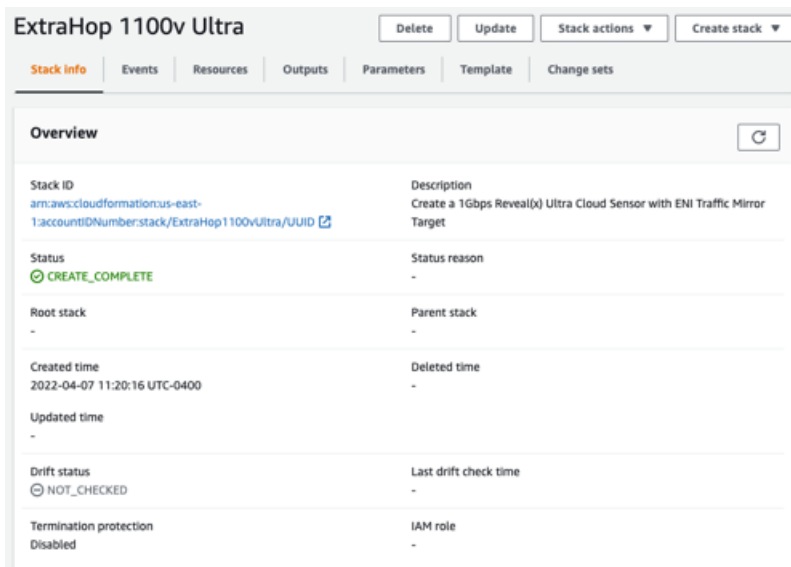 ExtraHop 1100v Ultra
Delete
Update
Stack actions
Create stack
Stack info
Events
Resources
Outputs
Parameters
Template
Change sets
Overview
Stack ID
arn:aws:cloudformation:us-east-
1:accountIDNumber:stack/ExtraHop1100vUltra/UUID
Description
Create a 1Gbps Reveal(x) Ultra Cloud Sensor with ENI Traffic Mirror
Target
Status
CREATE_COMPLETE
Status reason
-
Root stack
-
Parent stack
-
Created time
2022-04-07 11:20:16 UTC-0400
Deleted time
-
Updated time
-
Drift status
NOT_CHECKED
Last drift check time
-
Termination protection
Disabled
IAM role
-